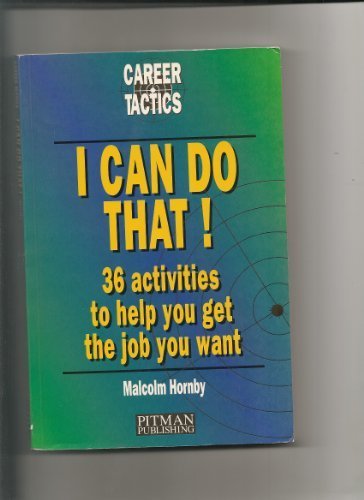 CAREER
TACTICS
I CAN DO
THAT!
36 activities
to help you get
the job you want
Malcolm Hornby
PITMAN
PUBLISHING